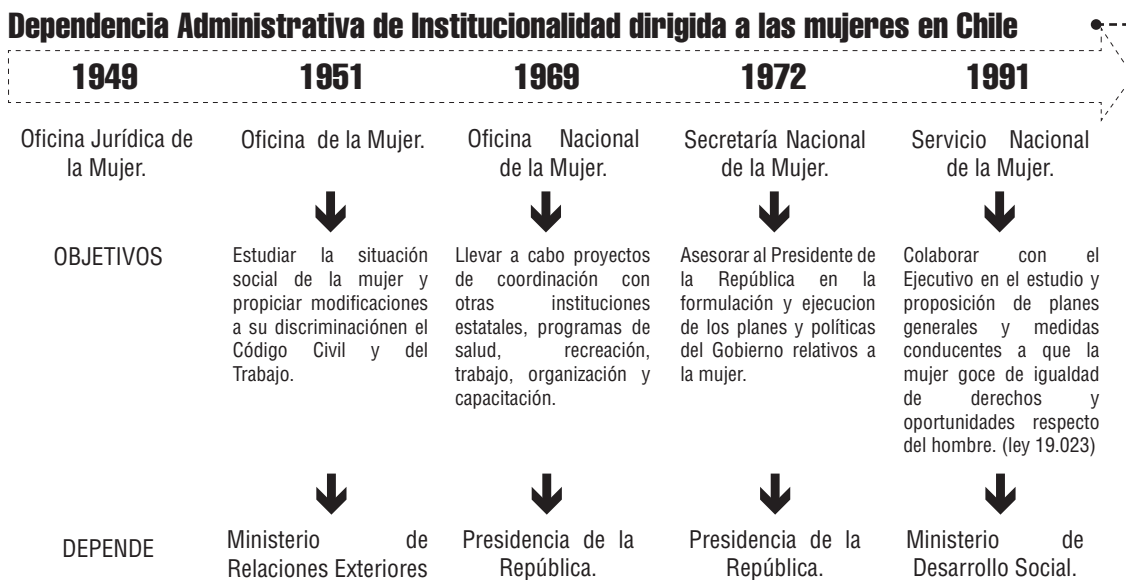 Dependencia Administrativa de Institucionalidad dirigida a las mujeres en Chile
1949 1951 1969 1972 1991
Oficina Jurídica de
la Mujer.
Oficina de la Mujer.
Oficina Nacional
de la Mujer.
Secretaría Nacional
de la Mujer.
Servicio Nacional
de la Mujer.
OBJETIVOS
Estudiar la situación
social de la mujer y
propiciar modificaciones
a su discriminaciónen el
Código Civil y del
Trabajo.
Llevar a cabo proyectos
de coordinación con
otras instituciones
estatales, programas de
salud, recreación,
trabajo, organización y
capacitación.
Asesorar al Presidente de
la República en la
formulación y ejecucion
de los planes y políticas
del Gobierno relativos a
la mujer.
Colaborar con el
Ejecutivo en el estudio y
proposición de planes
generales y medidas
conducentes a que la
mujer goce de igualdad
de derechos y
oportunidades respecto
del hombre. (ley 19.023)
DEPENDE
Ministerio de
Relaciones Exteriores
Presidencia de la
República.
Presidencia de la
República.
Ministerio de
Desarrollo Social.